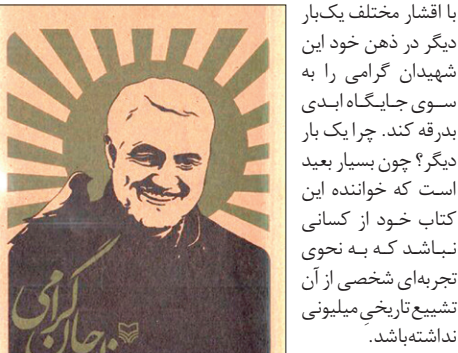 با اقشار مختلف یک‌بار
دیگر در ذهن خود این
شهیدان گرامی را به
سوی جایگاه ابدی
بدرقه کند. چرا یک بار
دیگر؟ چون بسیار بعید
است که خواننده این
کتاب خود از کسانی
نباشد که به نحوی
تجربه‌ای شخصی از آن
تشییع تاریخیِ میلیونی
نداشته‌باشد.
جان گرامی